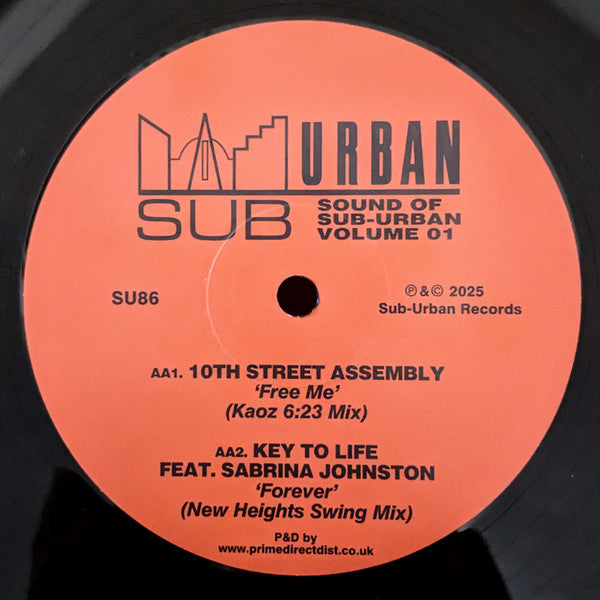 URBAN
SUB
SOUND OF
SUB-URBAN
VOLUME 01
SU86
℗ & © 2025
Sub-Urban Records
AA1. 10TH STREET ASSEMBLY
‘Free Me’
(Kaoz 6:23 Mix)
AA2. KEY TO LIFE
FEAT. SABRINA JOHNSTON
‘Forever’
(New Heights Swing Mix)
P&D by
www.primedirectdist.co.uk